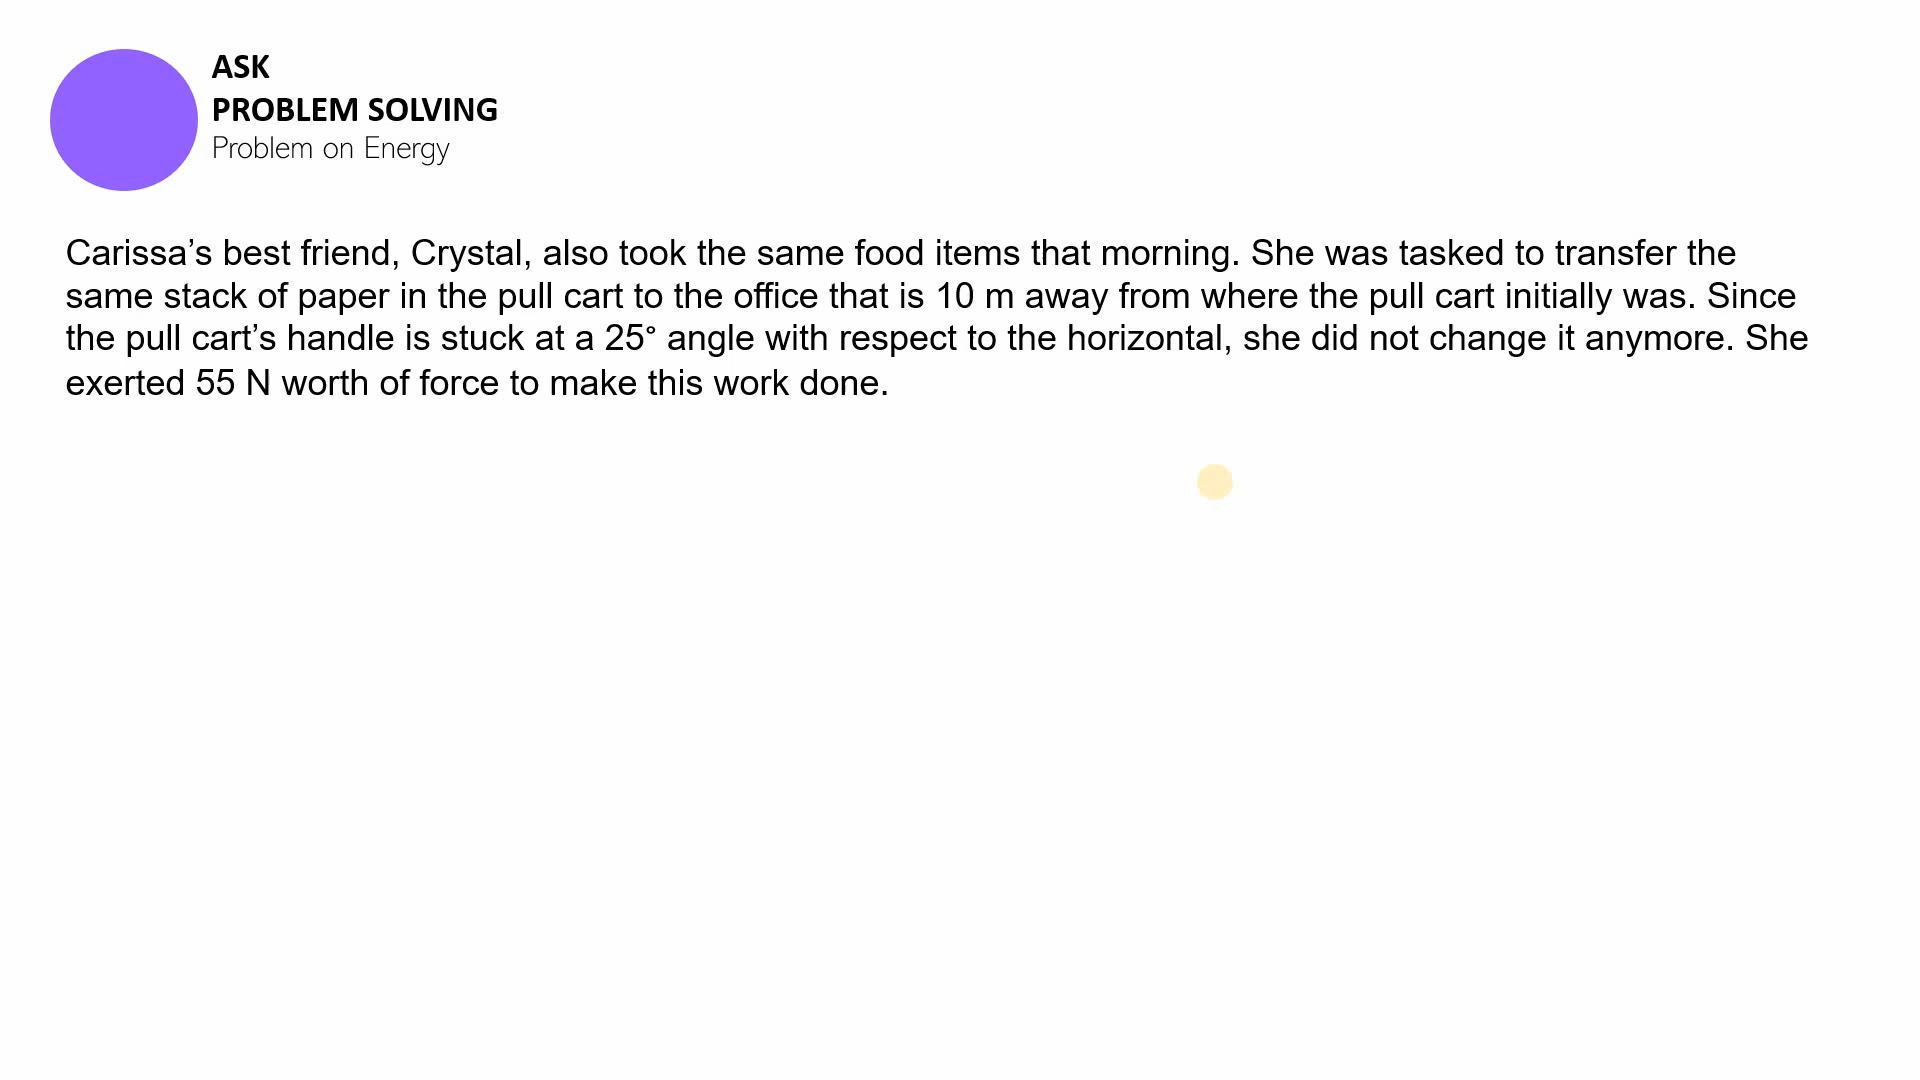 ASK
PROBLEM SOLVING
Problem on Energy
Carissa’s best friend, Crystal, also took the same food items that morning. She was tasked to transfer the
same stack of paper in the pull cart to the office that is 10 m away from where the pull cart initially was. Since
the pull cart’s handle is stuck at a 25° angle with respect to the horizontal, she did not change it anymore. She
exerted 55 N worth of force to make this work done.